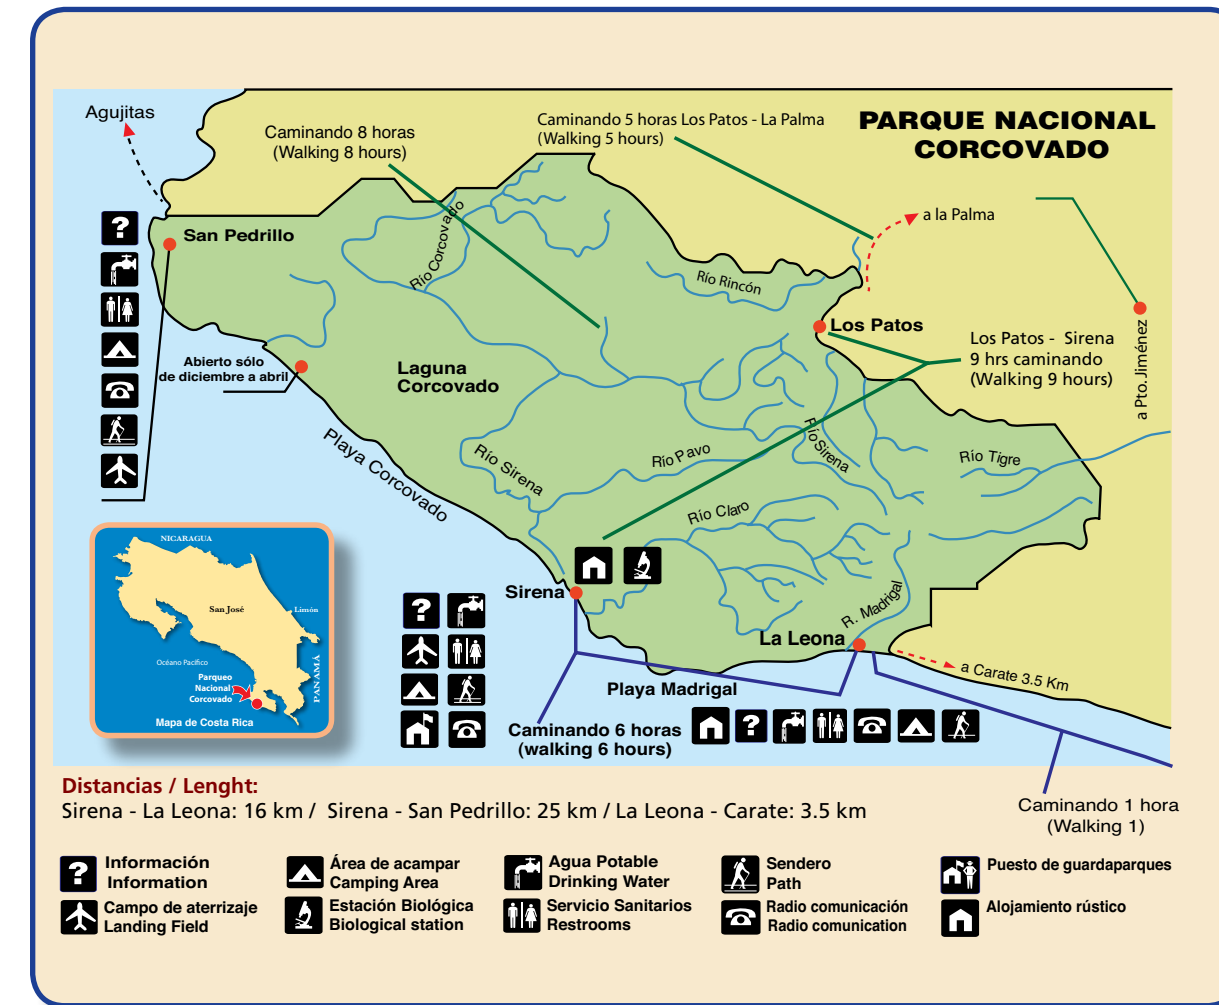 Agujitas
Caminando 8 horas
(Walking 8 hours)
Caminando 5 horas Los Patos - La Palma
(Walking 5 hours)
PARQUE NACIONAL
CORCOVADO
a la Palma
San Pedrillo
Río Corcovado
Río Rincón
Los Patos
Los Patos - Sirena
9 hrs caminando
(Walking 9 hours)
a Pto. Jiménez
Abierto sólo
de diciembre a abril
Laguna
Corcovado
Playa Corcovado
Río Sirena
Río Pavo
Río Sirena
Río Tigre
Río Claro
NICARAGUA
San José
Limón
Océano Pacífico
PANAMÁ
Parqueo
Nacional
Corcovado
Mapa de Costa Rica
Sirena
R. Madrigal
La Leona
a Carate 3.5 Km
Playa Madrigal
Caminando 6 horas
(walking 6 hours)
Distancias / Lenght:
Sirena - La Leona: 16 km / Sirena - San Pedrillo: 25 km / La Leona - Carate: 3.5 km
Caminando 1 hora
(Walking 1)
Información
Information
Área de acampar
Camping Area
Agua Potable
Drinking Water
Sendero
Path
Puesto de guardaparques
Campo de aterrizaje
Landing Field
Estación Biológica
Biological station
Servicio Sanitarios
Restrooms
Radio comunicación
Radio comunication
Alojamiento rústico